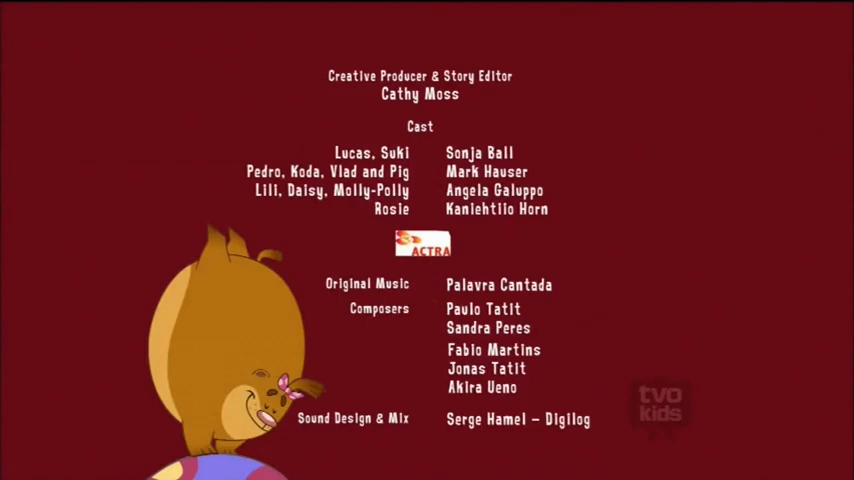 Creative Producer & Story Editor
Cathy Moss
Cast
Lucas, Suki Sonja Ball
Pedro, Koda, Vlad and Pig Mark Hauser
Lili, Daisy, Molly-Polly Angela Galuppo
Rosie Kaniehtiio Horn
ACTRA
Original Music Palavra Cantada
Composers Paulo Tatit
Sandra Peres
Fabio Martins
Jonas Tatit
Akira Ueno
Sound Design & Mix Serge Hamel – Digilog
tvo
kids